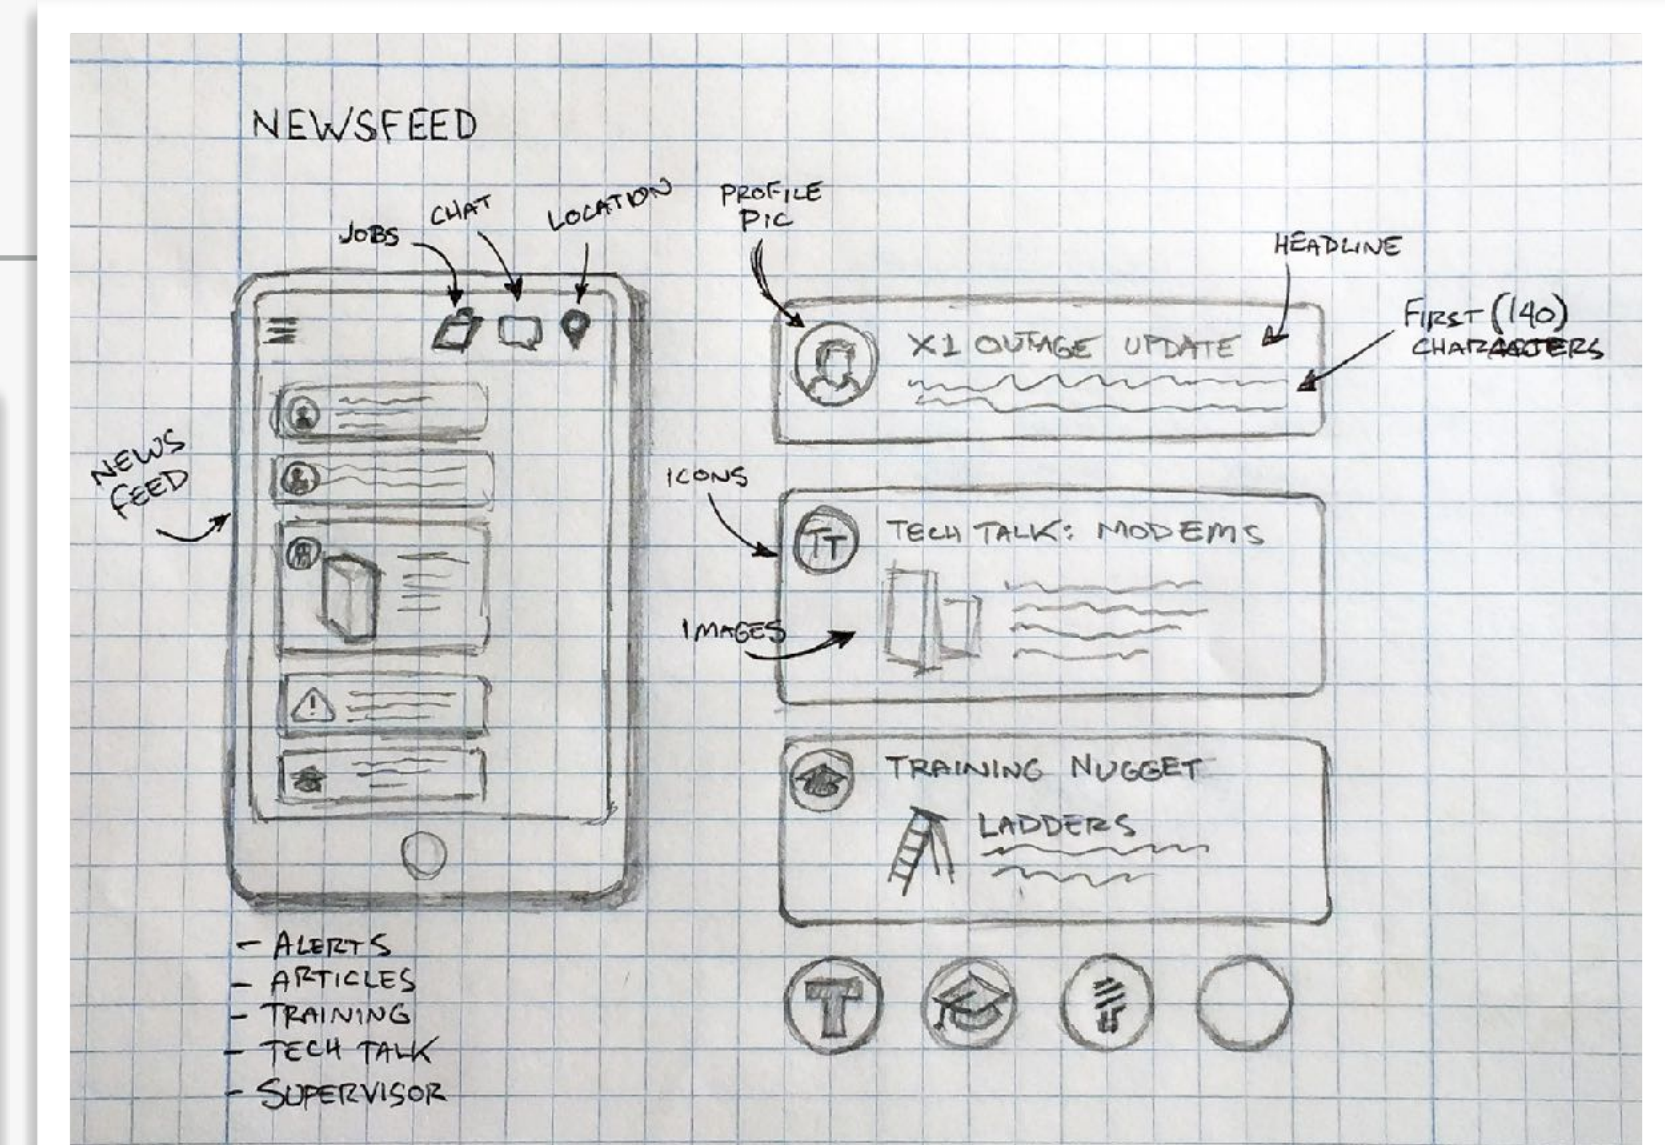 NEWSFEED
JOBS
CHAT
LOCATION
NEWS
FEED
- ALERTS
- ARTICLES
- TRAINING
- TECH TALK
- SUPERVISOR
PROFILE
PIC
HEADLINE
FIRST (140)
CHARACTERS
X1 OUTAGE UPDATE
ICONS
TT
TECH TALK: MODEMS
IMAGES
TRAINING NUGGET
LADDERS
T